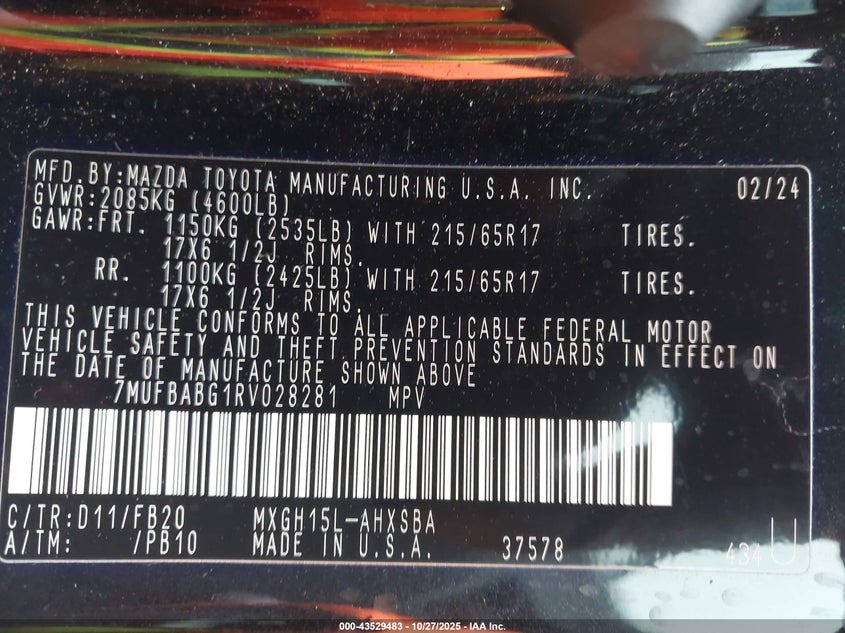 MFD.BY:MAZDA TOYOTA MANUFACTURING U.S.A. INC. 02/24
GVWR:2085KG (4600LB)
GAWR:FRT. 1150KG (2535LB) WITH 215/65R17 TIRES.
17X6 1/2J RIMS.
RR. 1100KG (2425LB) WITH 215/65R17 TIRES.
17X6 1/2J RIMS.
THIS VEHICLE CONFORMS TO ALL APPLICABLE FEDERAL MOTOR
VEHICLE SAFETY AND THEFT PREVENTION STANDARDS IN EFFECT ON
THE DATE OF MANUFACTURE SHOWN ABOVE
7MUFBABG1RV028281 MPV
C/TR:D11/FB20 MXGH15L-AHXSBA
A/TM: /PB10 MADE IN U.S.A. 37578 434 U
000-43529483 - 10/27/2025 - IAA Inc.